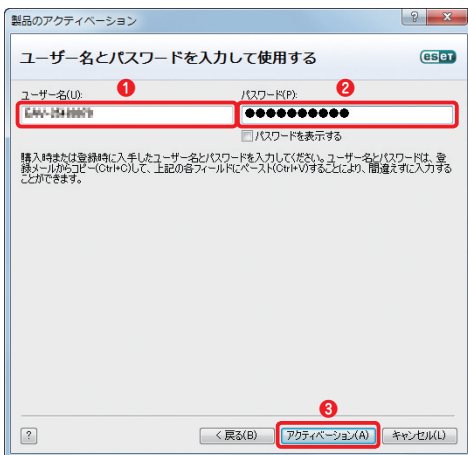 製品のアクティベーション
ユーザー名とパスワードを入力して使用する
eset
ユーザー名(U):
1
パスワード(P):
2
●●●●●●●●●●
パスワードを表示する
購入時または登録時に入手したユーザー名とパスワードを入力してください。ユーザー名とパスワードは、登
録メールからコピー(Ctrl+C)して、上記の各フィールドにペースト(Ctrl+V)することにより、間違えずに入力する
ことができます。
3
?
< 戻る(B)
アクティベーション(A)
キャンセル(L)